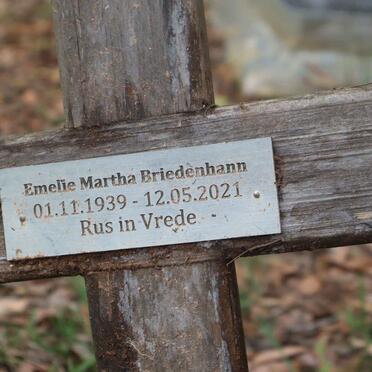 Emelie Martha Briedenhann
01.11.1939 - 12.05.2021
Rus in Vrede